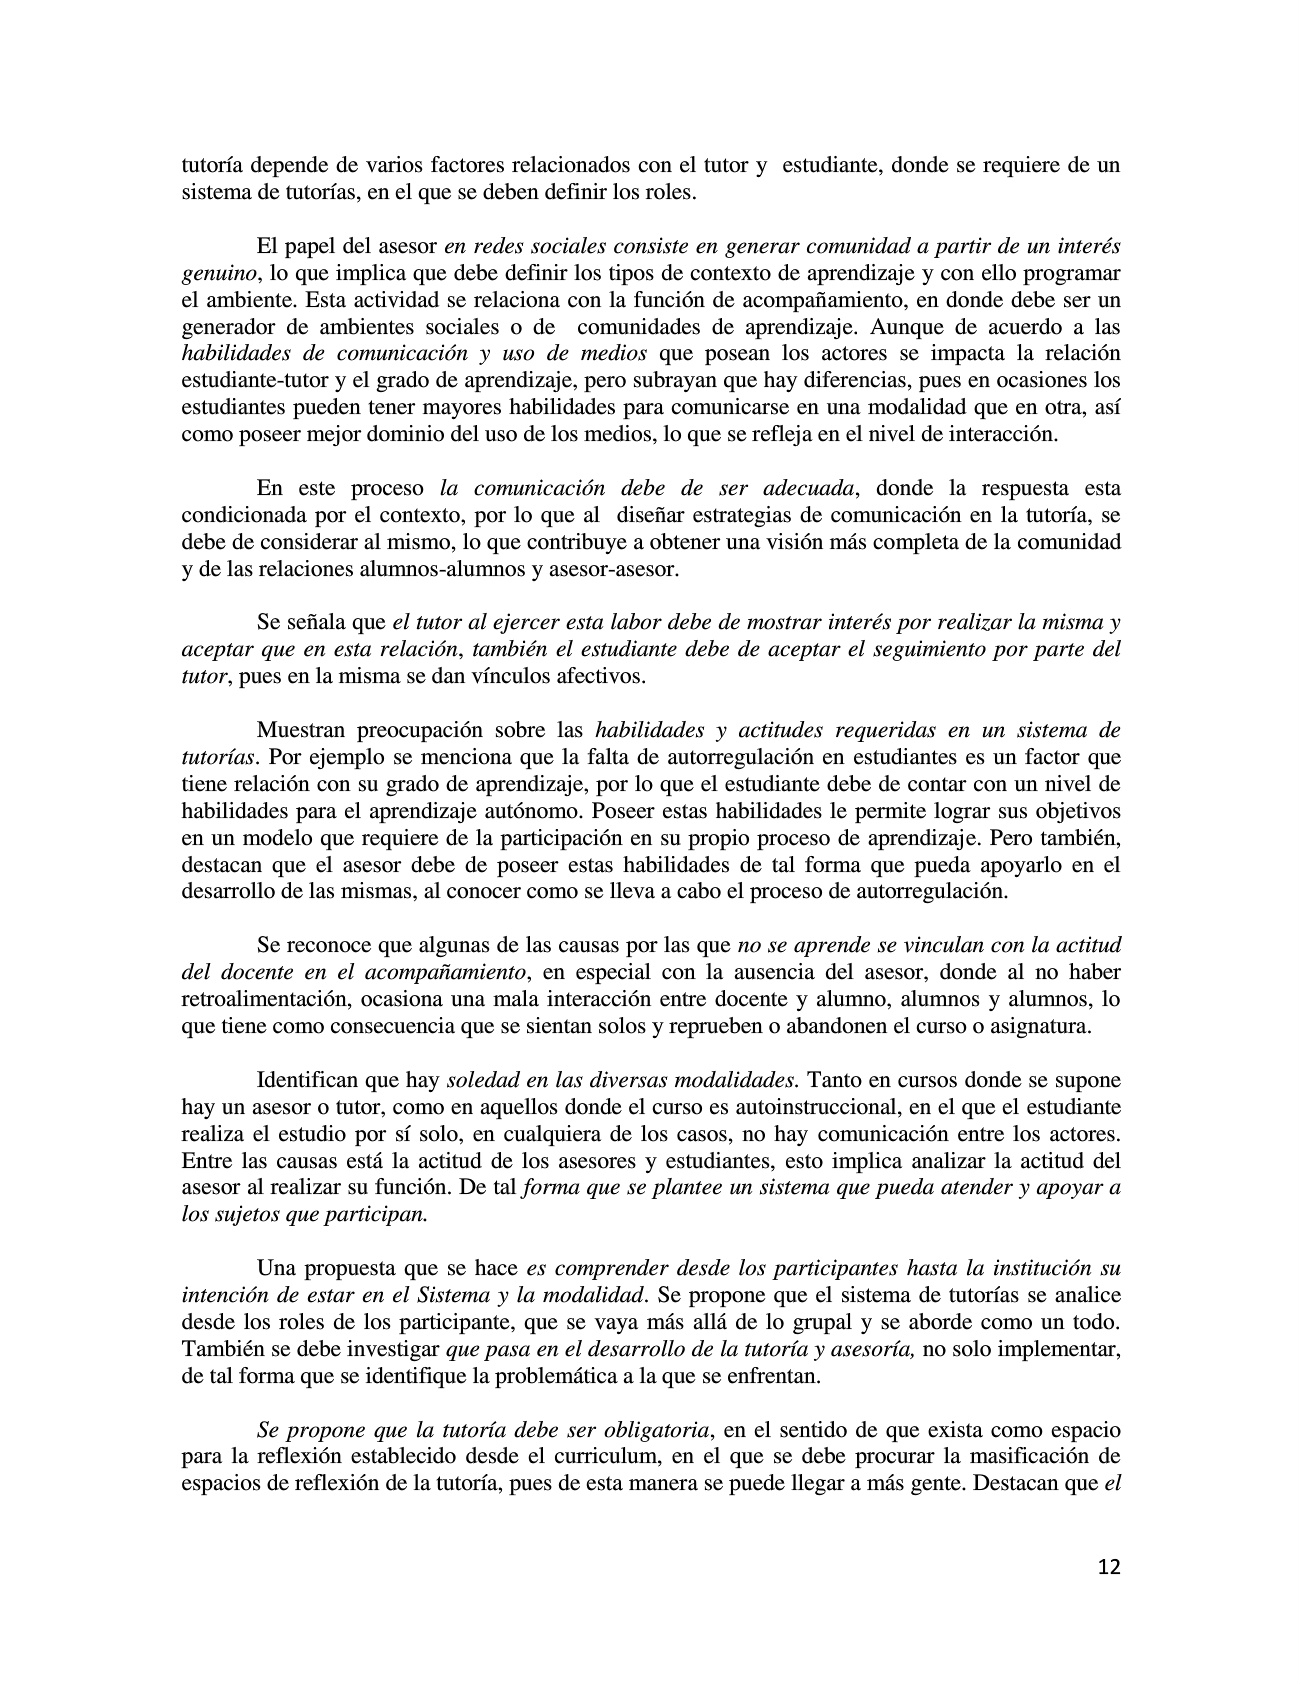 tutoría depende de varios factores relacionados con el tutor y  estudiante, donde se requiere de un
sistema de tutorías, en el que se deben definir los roles.
El papel del asesor en redes sociales consiste en generar comunidad a partir de un interés
genuino, lo que implica que debe definir los tipos de contexto de aprendizaje y con ello programar
el ambiente. Esta actividad se relaciona con la función de acompañamiento, en donde debe ser un
generador de ambientes sociales o de  comunidades de aprendizaje. Aunque de acuerdo a las
habilidades de comunicación y uso de medios que posean los actores se impacta la relación
estudiante-tutor y el grado de aprendizaje, pero subrayan que hay diferencias, pues en ocasiones los
estudiantes pueden tener mayores habilidades para comunicarse en una modalidad que en otra, así
como poseer mejor dominio del uso de los medios, lo que se refleja en el nivel de interacción.
En este proceso la comunicación debe de ser adecuada, donde la respuesta esta
condicionada por el contexto, por lo que al  diseñar estrategias de comunicación en la tutoría, se
debe de considerar al mismo, lo que contribuye a obtener una visión más completa de la comunidad
y de las relaciones alumnos-alumnos y asesor-asesor.
Se señala que el tutor al ejercer esta labor debe de mostrar interés por realizar la misma y
aceptar que en esta relación, también el estudiante debe de aceptar el seguimiento por parte del
tutor, pues en la misma se dan vínculos afectivos.
Muestran preocupación sobre las habilidades y actitudes requeridas en un sistema de
tutorías. Por ejemplo se menciona que la falta de autorregulación en estudiantes es un factor que
tiene relación con su grado de aprendizaje, por lo que el estudiante debe de contar con un nivel de
habilidades para el aprendizaje autónomo. Poseer estas habilidades le permite lograr sus objetivos
en un modelo que requiere de la participación en su propio proceso de aprendizaje. Pero también,
destacan que el asesor debe de poseer estas habilidades de tal forma que pueda apoyarlo en el
desarrollo de las mismas, al conocer como se lleva a cabo el proceso de autorregulación.
Se reconoce que algunas de las causas por las que no se aprende se vinculan con la actitud
del docente en el acompañamiento, en especial con la ausencia del asesor, donde al no haber
retroalimentación, ocasiona una mala interacción entre docente y alumno, alumnos y alumnos, lo
que tiene como consecuencia que se sientan solos y reprueben o abandonen el curso o asignatura.
Identifican que hay soledad en las diversas modalidades. Tanto en cursos donde se supone
hay un asesor o tutor, como en aquellos donde el curso es autoinstruccional, en el que el estudiante
realiza el estudio por sí solo, en cualquiera de los casos, no hay comunicación entre los actores.
Entre las causas está la actitud de los asesores y estudiantes, esto implica analizar la actitud del
asesor al realizar su función. De tal forma que se plantee un sistema que pueda atender y apoyar a
los sujetos que participan.
Una propuesta que se hace es comprender desde los participantes hasta la institución su
intención de estar en el Sistema y la modalidad. Se propone que el sistema de tutorías se analice
desde los roles de los participante, que se vaya más allá de lo grupal y se aborde como un todo.
También se debe investigar que pasa en el desarrollo de la tutoría y asesoría, no solo implementar,
de tal forma que se identifique la problemática a la que se enfrentan.
Se propone que la tutoría debe ser obligatoria, en el sentido de que exista como espacio
para la reflexión establecido desde el curriculum, en el que se debe procurar la masificación de
espacios de reflexión de la tutoría, pues de esta manera se puede llegar a más gente. Destacan que el
12